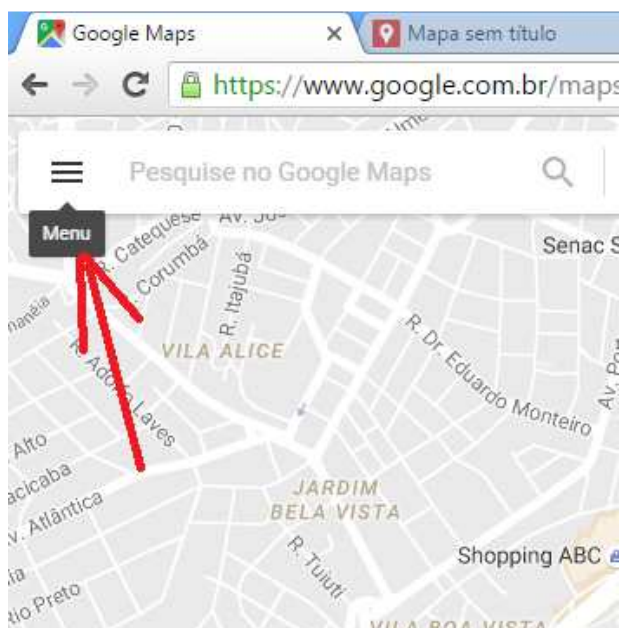 Google Maps
Mapa sem título
https://www.google.com.br/maps
Pesquise no Google Maps
Menu
R. Catequese
Av.
Senac S
R. Itajubá
Corumbá
VILA ALICE
R. Dr. Eduardo Monteiro
R. Adolfo Laves
Alto
Av. Atlântica
JARDIM
BELA VISTA
R. Tuiuti
Shopping ABC
Rio Preto
VILA BOA VISTA